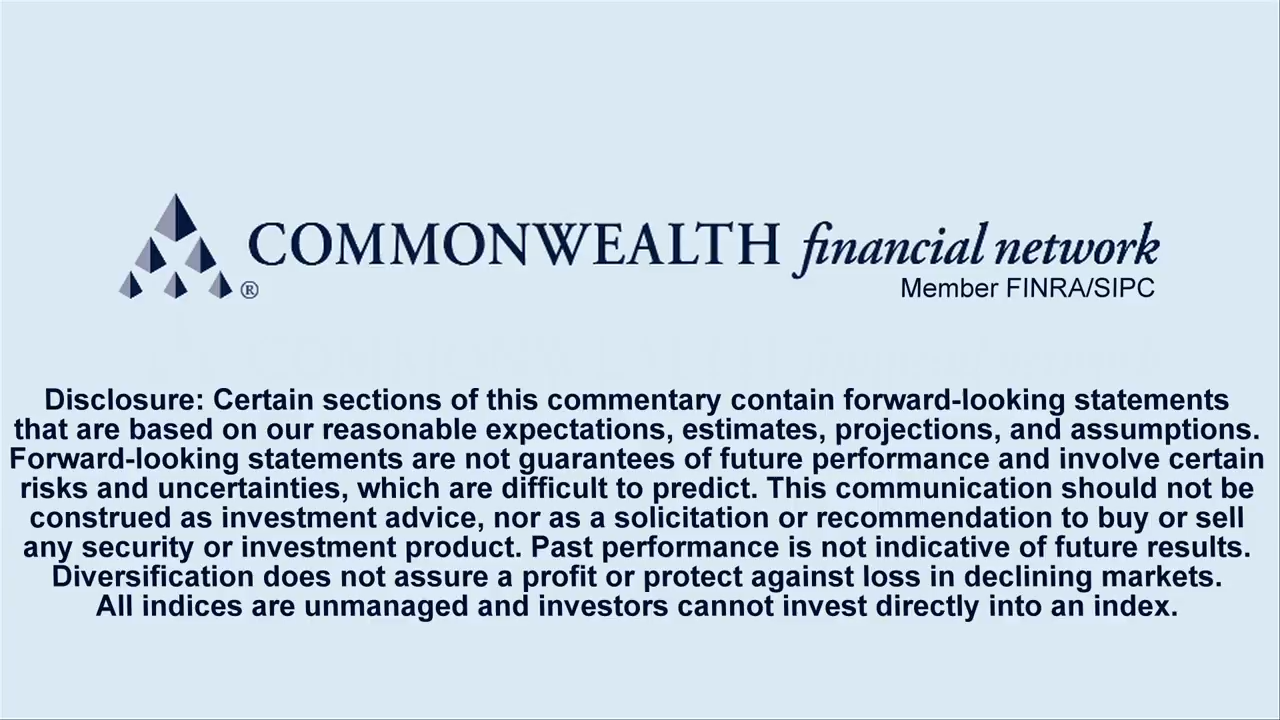 COMMONWEALTH financial network
®
Member FINRA/SIPC
Disclosure: Certain sections of this commentary contain forward-looking statements
that are based on our reasonable expectations, estimates, projections, and assumptions.
Forward-looking statements are not guarantees of future performance and involve certain
risks and uncertainties, which are difficult to predict. This communication should not be
construed as investment advice, nor as a solicitation or recommendation to buy or sell
any security or investment product. Past performance is not indicative of future results.
Diversification does not assure a profit or protect against loss in declining markets.
All indices are unmanaged and investors cannot invest directly into an index.